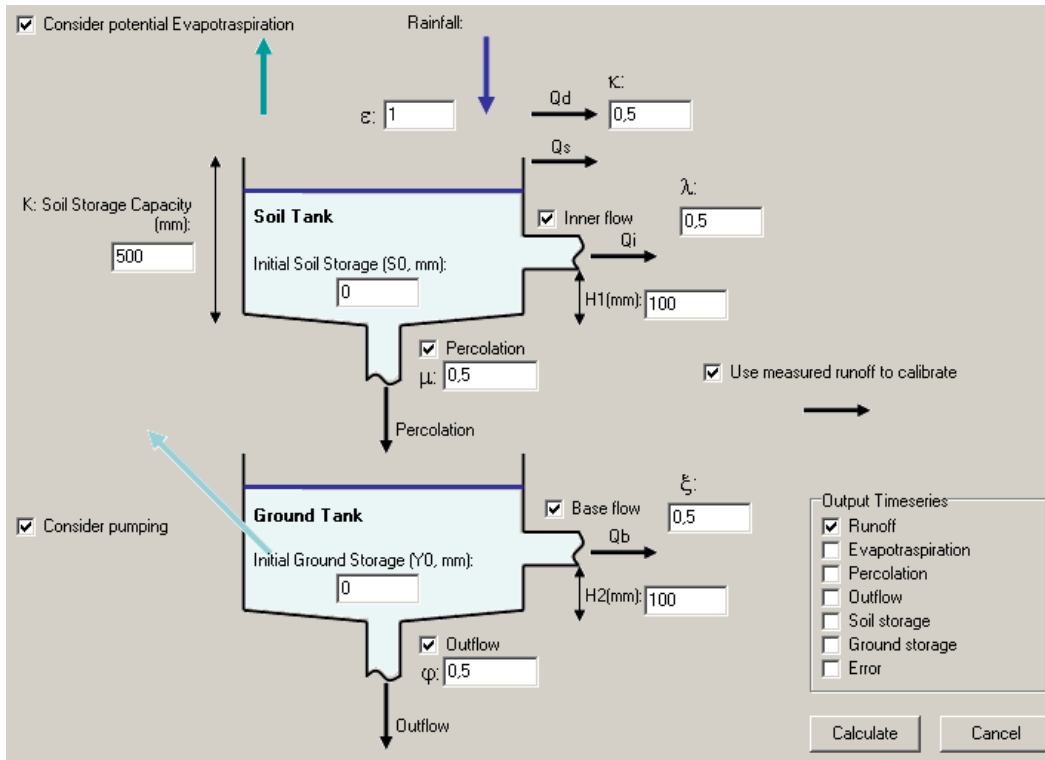 Consider potential Evapotraspiration
Rainfall:
ε: 1
Qd
κ:
0,5
Qs
K: Soil Storage Capacity
(mm):
500
Soil Tank
Initial Soil Storage (S0, mm):
0
Inner flow
λ:
0,5
Qi
H1(mm): 100
Percolation
μ: 0,5
Percolation
Use measured runoff to calibrate
Consider pumping
Ground Tank
Initial Ground Storage (Y0, mm):
0
Base flow
ξ:
0,5
Qb
H2(mm): 100
Outflow
φ: 0,5
Outflow
Output Timeseries
Runoff
Evapotraspiration
Percolation
Outflow
Soil storage
Ground storage
Error
Calculate
Cancel